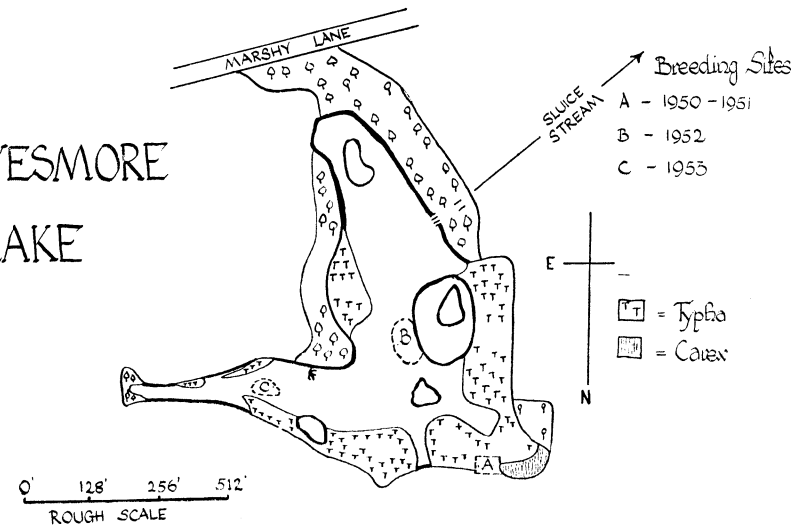 MARSHY LANE
SLUICE
STREAM
Breeding Sites
A - 1950-1951
B - 1952
C - 1953
YESMORE
AKE
E
N
= Typha
= Carex
A
B
C
0' 128' 256' 512'
ROUGH SCALE